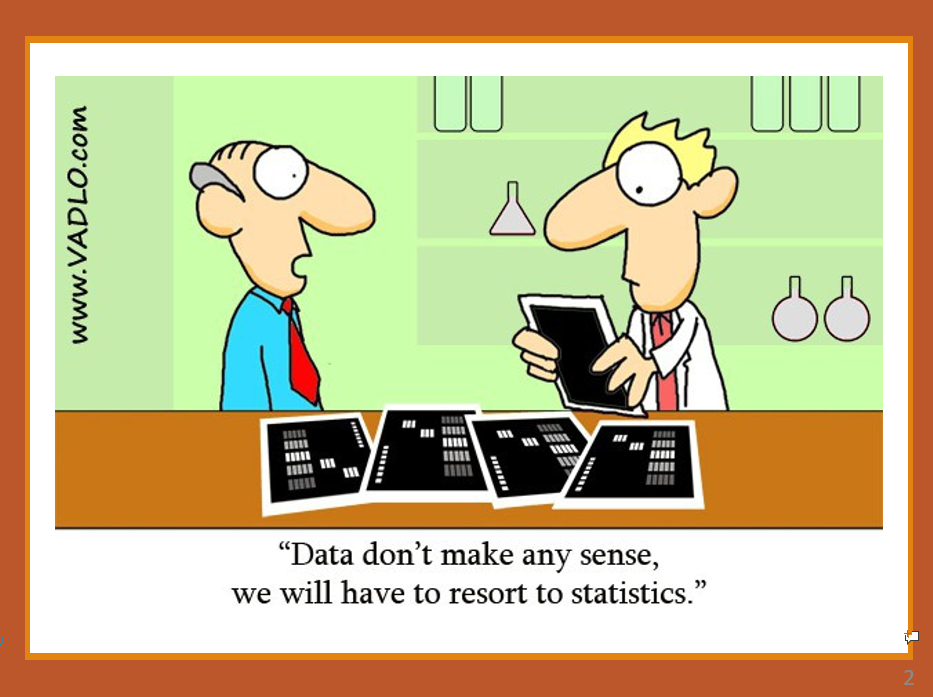 www.VADLO.com
“Data don’t make any sense,
we will have to resort to statistics.”
2